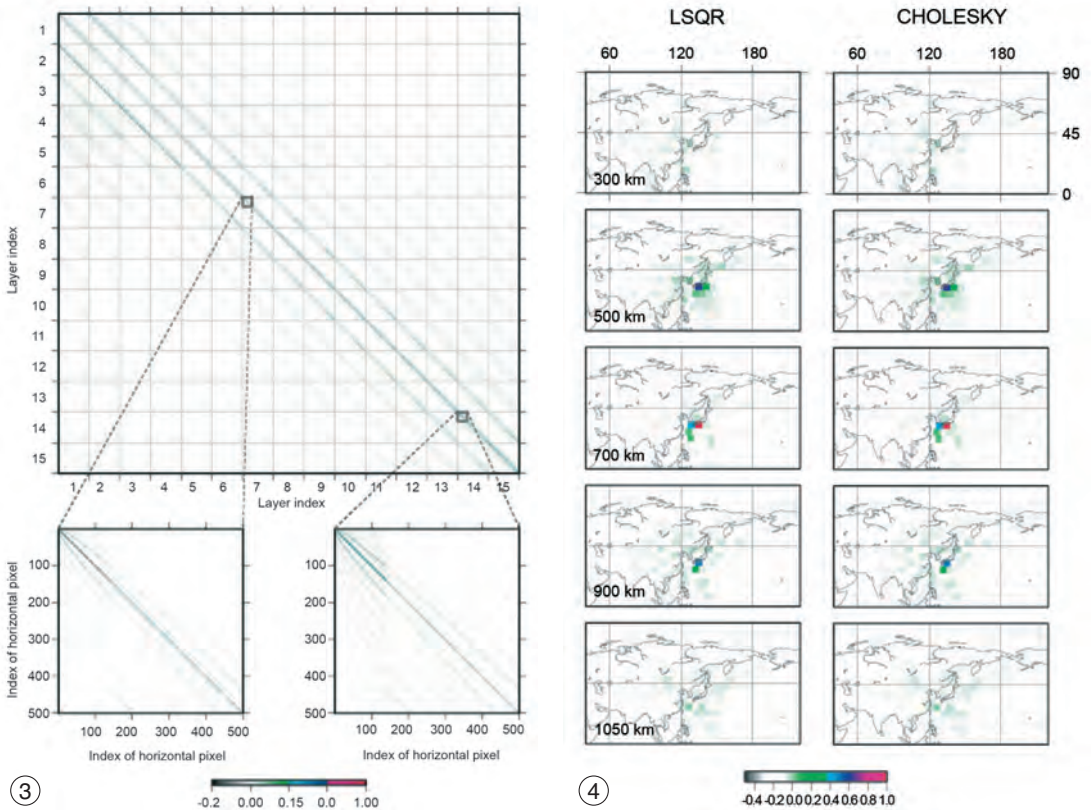 1
2
3
4
5
6
7
8
9
10
11
12
13
14
15
Layer index
1 2 3 4 5 6 7 8 9 10 11 12 13 14 15
Layer index
100
200
300
400
500
Index of horizontal pixel
100 200 300 400 500
Index of horizontal pixel
100
200
300
400
500
100 200 300 400 500
Index of horizontal pixel
-0.2 0.00 0.15 0.0 1.00
3
LSQR CHOLESKY
60 120 180 60 120 180
90
45
0
300 km
500 km
700 km
900 km
1050 km
-0.4 -0.2 0.0 0.2 0.4 0.6 0.8 1.0
4